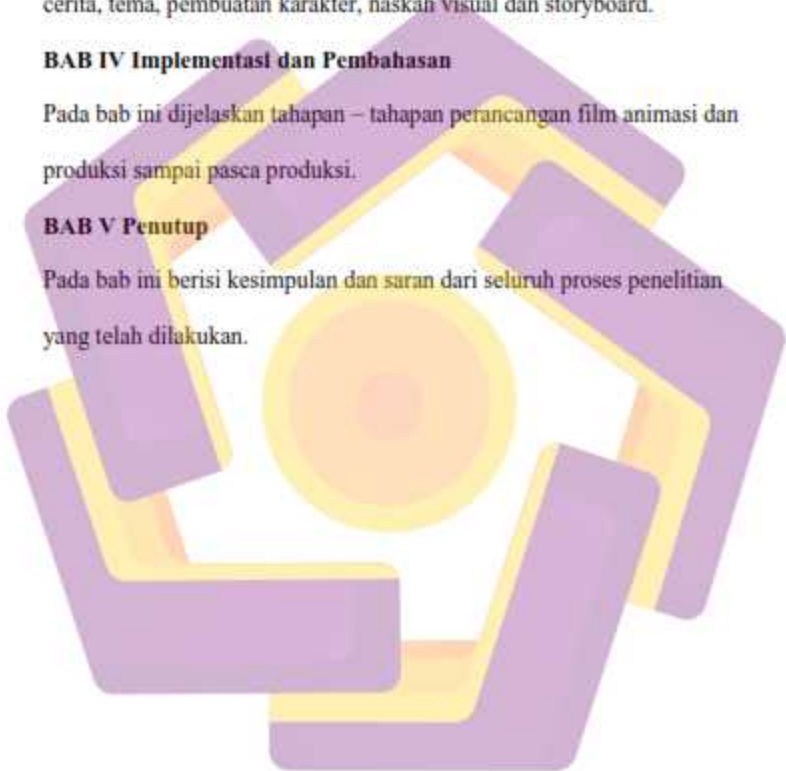 cerita, tema, pembuatan karakter, naskah visual dan storyboard.
BAB IV Implementasi dan Pembahasan
Pada bab ini dijelaskan tahapan – tahapan perancangan film animasi dan
produksi sampai pasca produksi.
BAB V Penutup
Pada bab ini berisi kesimpulan dan saran dari seluruh proses penelitian
yang telah dilakukan.